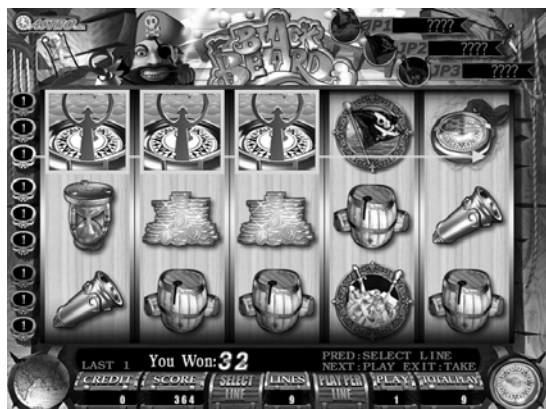 ASTRO
BLACK
BEARD
JP1 ????
JP2 ????
JP3 ????
LAST 1 You Won:32
PRED:SELECT LINE
NEXT:PLAY EXIT:TAKE
CREDIT SCORE SELECT LINE LINES PLAY PER LINE PLAY TOTAL PLAY
0 364 9 1 9